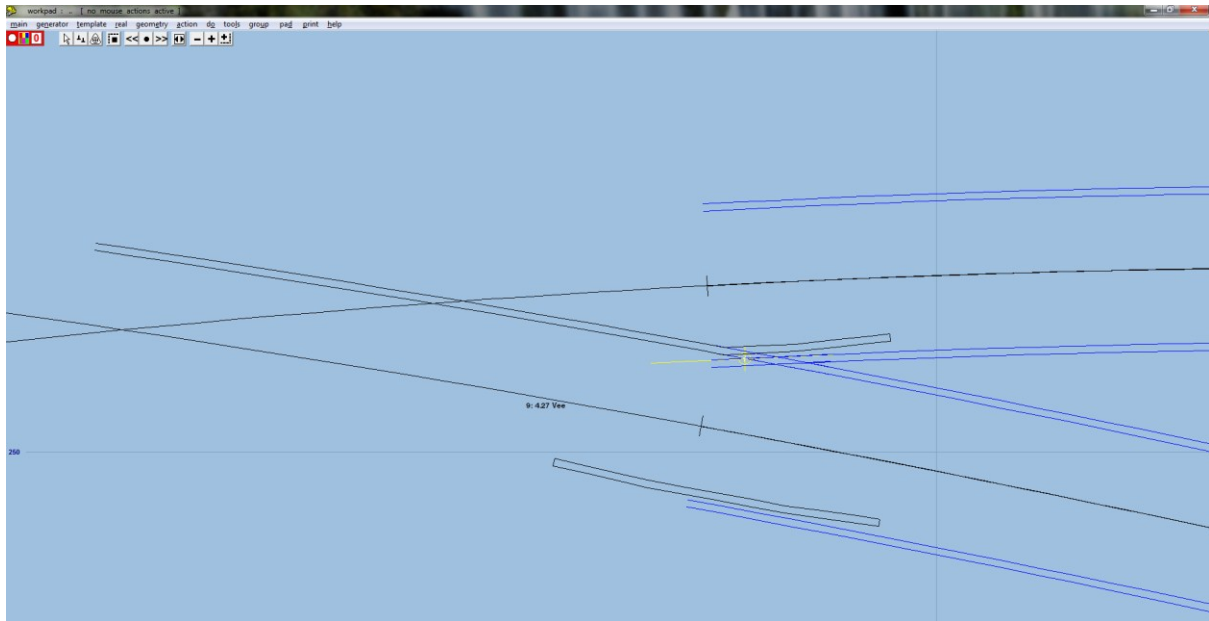 workpad : .. [ no mouse actions active ]
main generator template real geometry action do tools group pad print help
0 << ● >> − + ±
9: 4.27 Vee
250